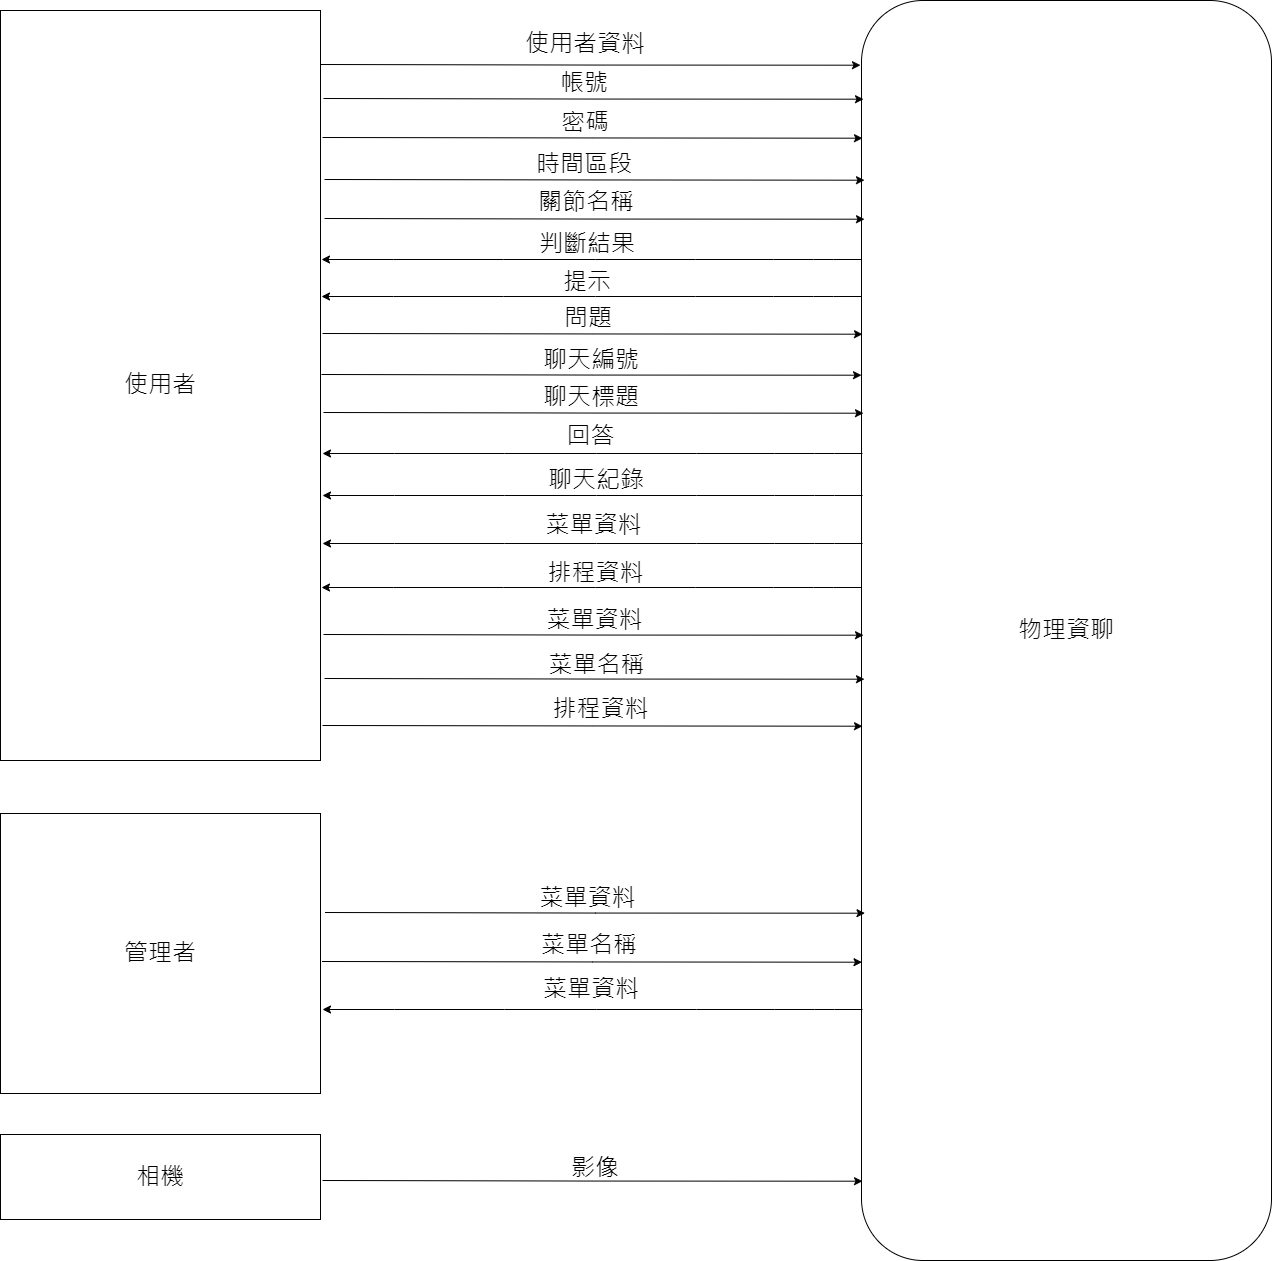 使用者資料
帳號
密碼
時間區段
關節名稱
判斷結果
提示
問題
聊天編號
使用者
聊天標題
回答
聊天紀錄
菜單資料
排程資料
菜單資料
物理資聊
菜單名稱
排程資料
菜單資料
菜單名稱
管理者
菜單資料
影像
相機